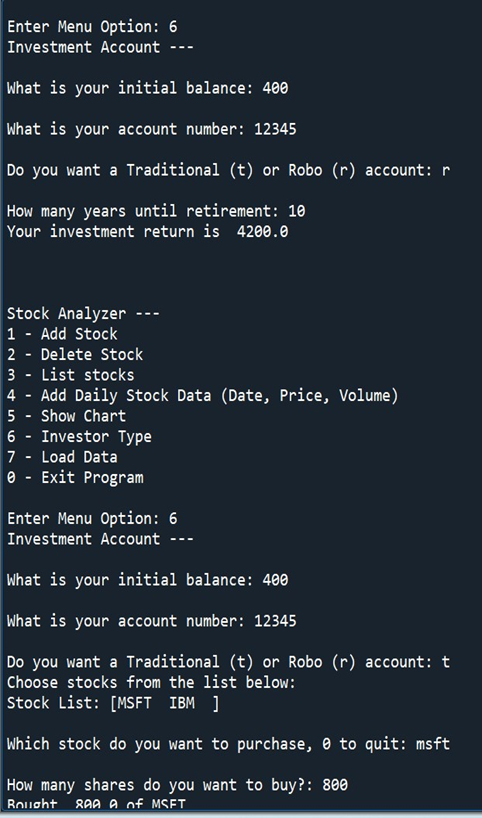 Enter Menu Option: 6
Investment Account ---
What is your initial balance: 400
What is your account number: 12345
Do you want a Traditional (t) or Robo (r) account: r
How many years until retirement: 10
Your investment return is  4200.0
Stock Analyzer ---
1 - Add Stock
2 - Delete Stock
3 - List stocks
4 - Add Daily Stock Data (Date, Price, Volume)
5 - Show Chart
6 - Investor Type
7 - Load Data
0 - Exit Program
Enter Menu Option: 6
Investment Account ---
What is your initial balance: 400
What is your account number: 12345
Do you want a Traditional (t) or Robo (r) account: t
Choose stocks from the list below:
Stock List: [MSFT  IBM  ]
Which stock do you want to purchase, 0 to quit: msft
How many shares do you want to buy?: 800
Bought  800.0 of MSFT